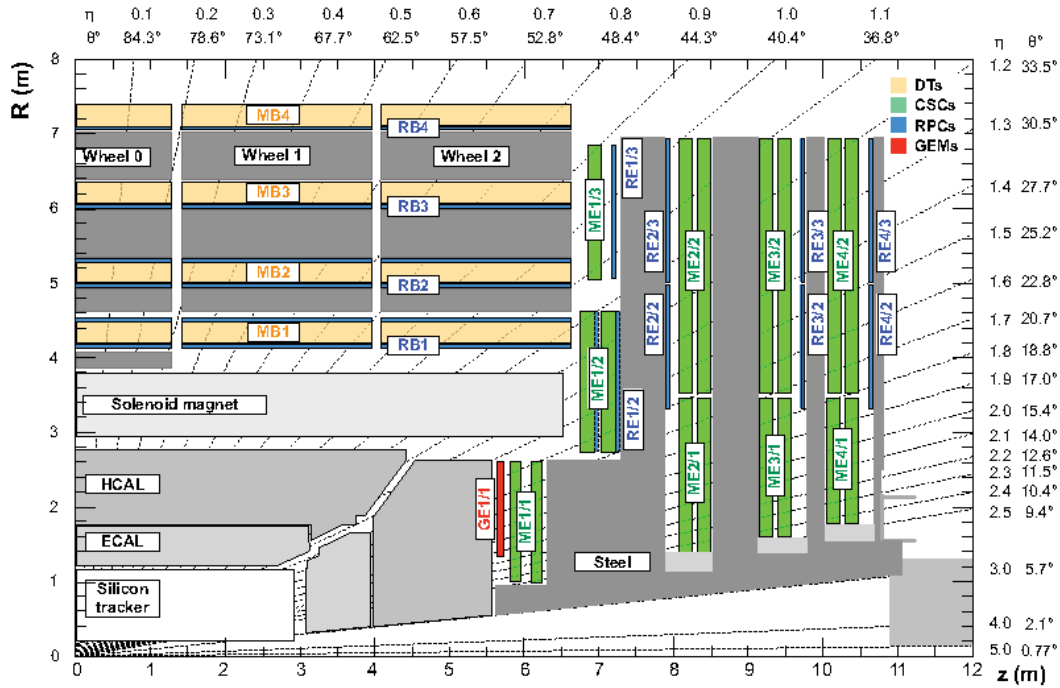 η 0.1 0.2 0.3 0.4 0.5 0.6 0.7 0.8 0.9 1.0 1.1
θ° 84.3° 78.6° 73.1° 67.7° 62.5° 57.5° 52.8° 48.4° 44.3° 40.4° 36.8° η θ°
R (m)
8
7
6
5
4
3
2
1
0
1.2 33.5°
1.3 30.5°
1.4 27.7°
1.5 25.2°
1.6 22.8°
1.7 20.7°
1.8 18.8°
1.9 17.0°
2.0 15.4°
2.1 14.0°
2.2 12.6°
2.3 11.5°
2.4 10.4°
2.5 9.4°
3.0 5.7°
4.0 2.1°
5.0 0.77°
DTs
CSCs
RPCs
GEMs
MB4
RB4
Wheel 0 Wheel 1 Wheel 2
MB3
RB3
MB2
RB2
MB1
RB1
Solenoid magnet
HCAL
ECAL
Silicon
tracker
Steel
GE1/1
ME1/1
ME1/2
ME1/3
RE1/3
RE1/2
RE2/3
RE2/2
ME2/2
ME2/1
ME3/2
ME3/1
RE3/3
RE3/2
ME4/2
ME4/1
RE4/3
RE4/2
0 1 2 3 4 5 6 7 8 9 10 11 12
z (m)